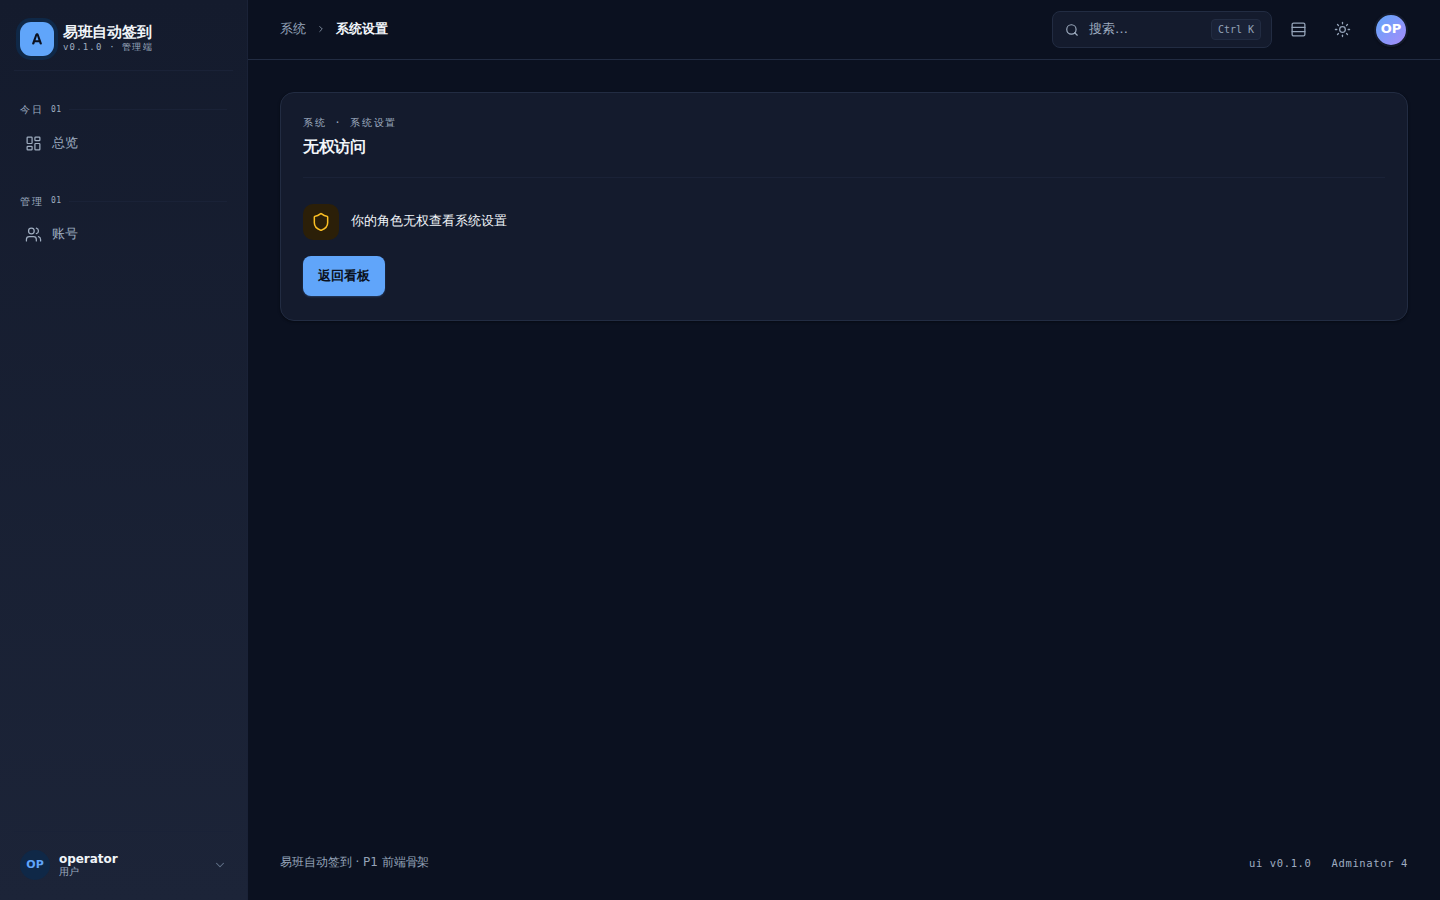 易班自动签到
v0.1.0 · 管理端
今日 01
总览
管理 01
账号
OP
operator
用户
系统 › 系统设置
搜索... Ctrl K
OP
系统 · 系统设置
无权访问
你的角色无权查看系统设置
返回看板
易班自动签到 · P1 前端骨架
ui v0.1.0 Adminator 4